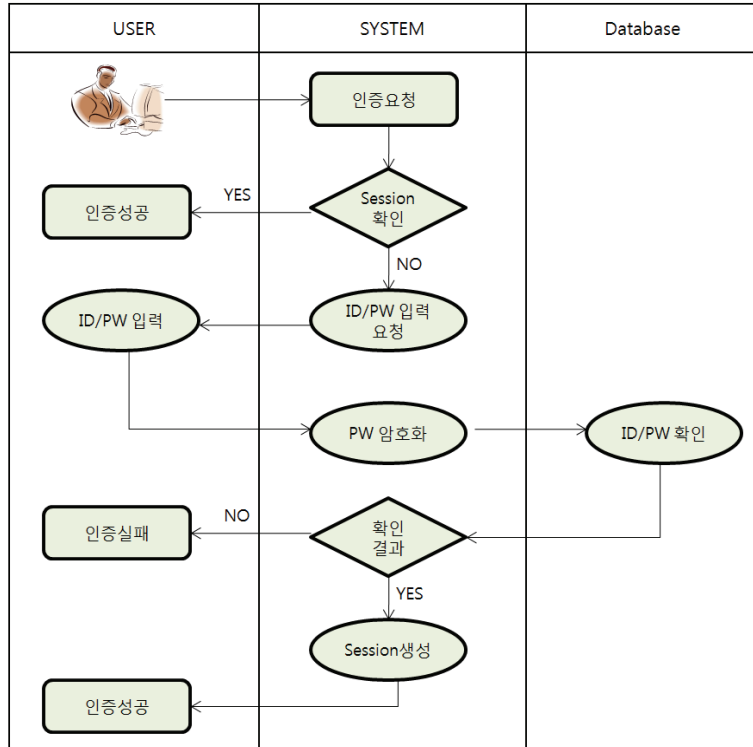 USER
SYSTEM
Database
인증요청
Session
확인
YES
인증성공
NO
ID/PW 입력
요청
ID/PW 입력
PW 암호화
ID/PW 확인
확인
결과
NO
인증실패
YES
Session생성
인증성공